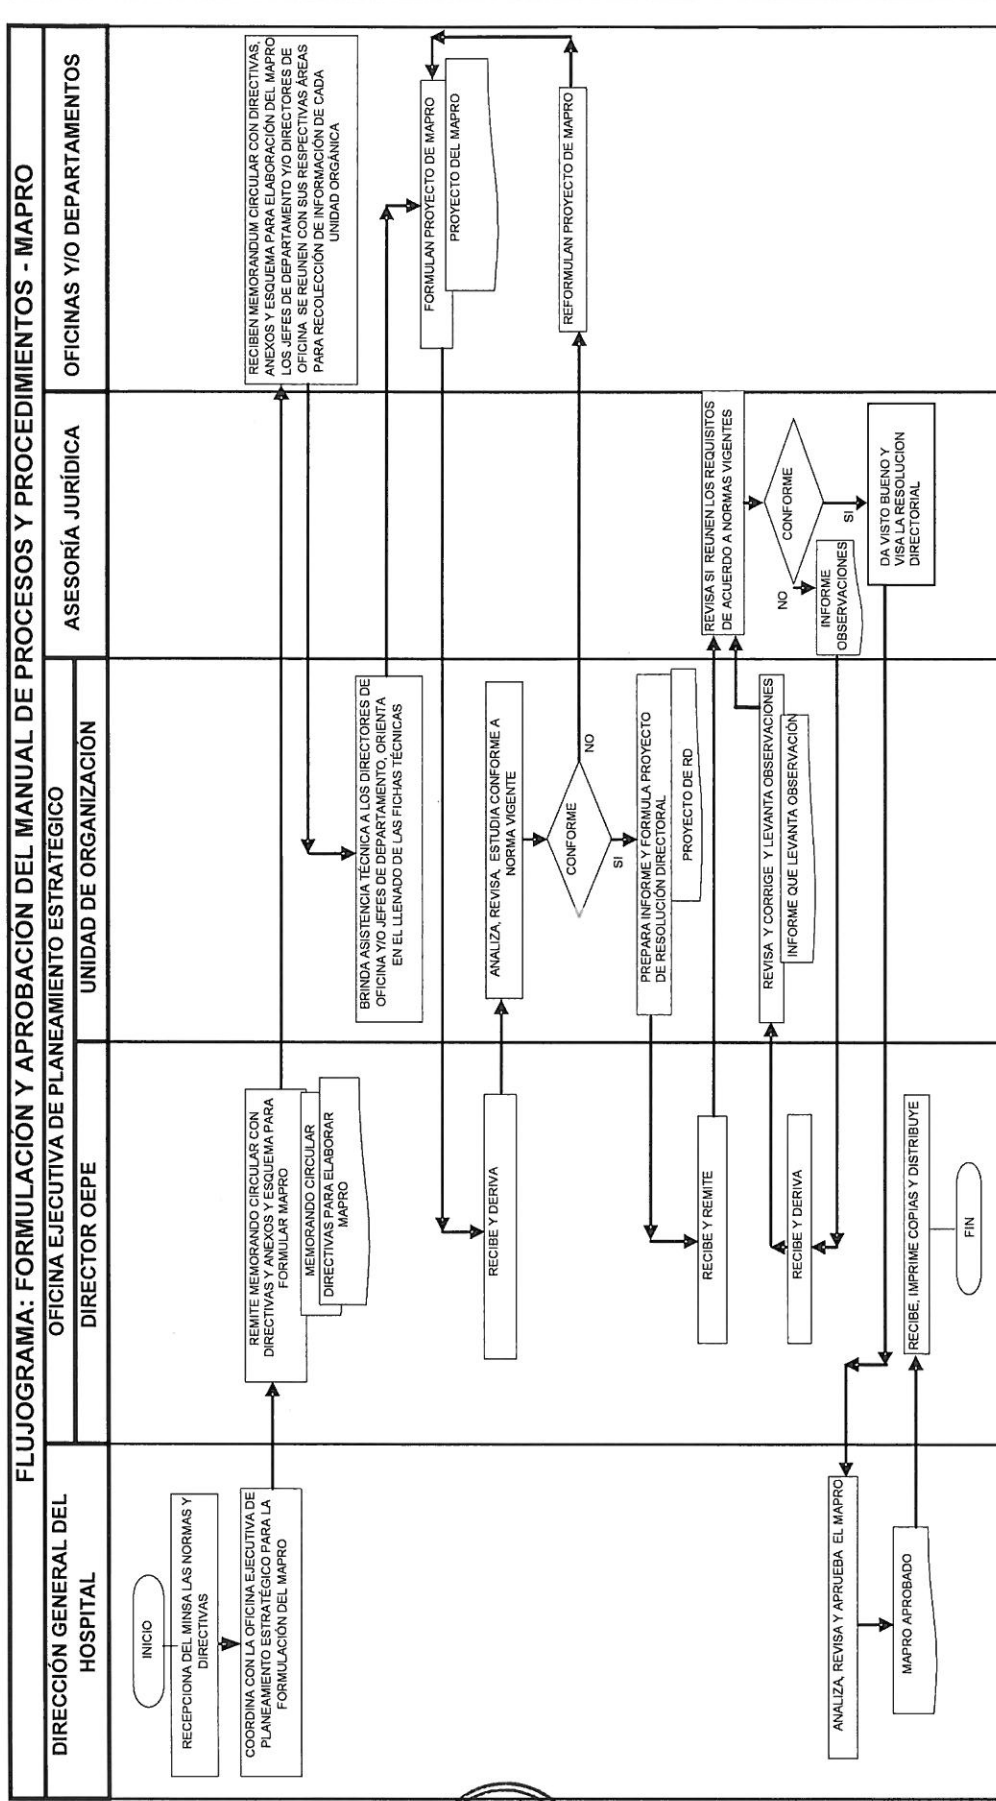 FLUJOGRAMA: FORMULACIÓN Y APROBACIÓN DEL MANUAL DE PROCESOS Y PROCEDIMIENTOS - MAPRO
DIRECCIÓN GENERAL DEL
HOSPITAL
OFICINA EJECUTIVA DE PLANEAMIENTO ESTRATÉGICO
DIRECTOR OEPE
UNIDAD DE ORGANIZACIÓN
ASESORÍA JURÍDICA
OFICINAS Y/O DEPARTAMENTOS
INICIO
RECEPCIONA DEL MINSA LAS NORMAS Y
DIRECTIVAS
COORDINA CON LA OFICINA EJECUTIVA DE
PLANEAMIENTO ESTRATÉGICO PARA LA
FORMULACIÓN DEL MAPRO
REMITE MEMORANDO CIRCULAR CON
DIRECTIVAS Y ANEXOS Y ESQUEMA PARA
FORMULAR MAPRO
MEMORANDO CIRCULAR
DIRECTIVAS PARA ELABORAR
MAPRO
RECIBEN MEMORANDUM CIRCULAR CON DIRECTIVAS,
ANEXOS Y ESQUEMA PARA ELABORACIÓN DEL MAPRO
LOS JEFES DE DEPARTAMENTO Y/O DIRECTORES DE
OFICINA SE REUNEN CON SUS RESPECTIVAS ÁREAS
PARA RECOLECCIÓN DE INFORMACIÓN DE CADA
UNIDAD ORGÁNICA
BRINDA ASISTENCIA TÉCNICA A LOS DIRECTORES DE
OFICINA Y/O JEFES DE DEPARTAMENTO, ORIENTA
EN EL LLENADO DE LAS FICHAS TÉCNICAS
FORMULAN PROYECTO DE MAPRO
PROYECTO DEL MAPRO
RECIBE Y DERIVA
ANALIZA, REVISA, ESTUDIA CONFORME A
NORMA VIGENTE
CONFORME
NO
SI
REFORMULAN PROYECTO DE MAPRO
PREPARA INFORME Y FORMULA PROYECTO
DE RESOLUCIÓN DIRECTORAL
PROYECTO DE RD
RECIBE Y REMITE
REVISA SI REUNEN LOS REQUISITOS
DE ACUERDO A NORMAS VIGENTES
CONFORME
NO
SI
INFORME
OBSERVACIONES
RECIBE Y DERIVA
REVISA Y CORRIGE Y LEVANTA OBSERVACIONES
INFORME QUE LEVANTA OBSERVACIÓN
DA VISTO BUENO Y
VISA LA RESOLUCION
DIRECTORIAL
ANALIZA, REVISA Y APRUEBA EL MAPRO
MAPRO APROBADO
RECIBE, IMPRIME COPIAS Y DISTRIBUYE
FIN